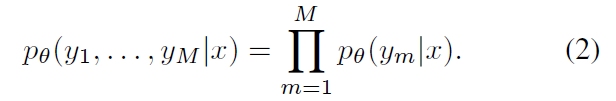 p_θ(y_1, . . . , y_M|x) = ∏_{m=1}^{M} p_θ(y_m|x). (2)